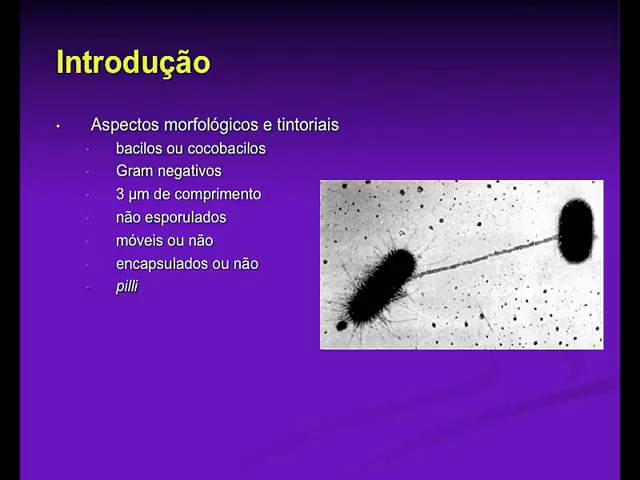 Introdução
Aspectos morfológicos e tintoriais
bacilos ou cocobacilos
Gram negativos
3 µm de comprimento
não esporulados
móveis ou não
encapsulados ou não
pilli